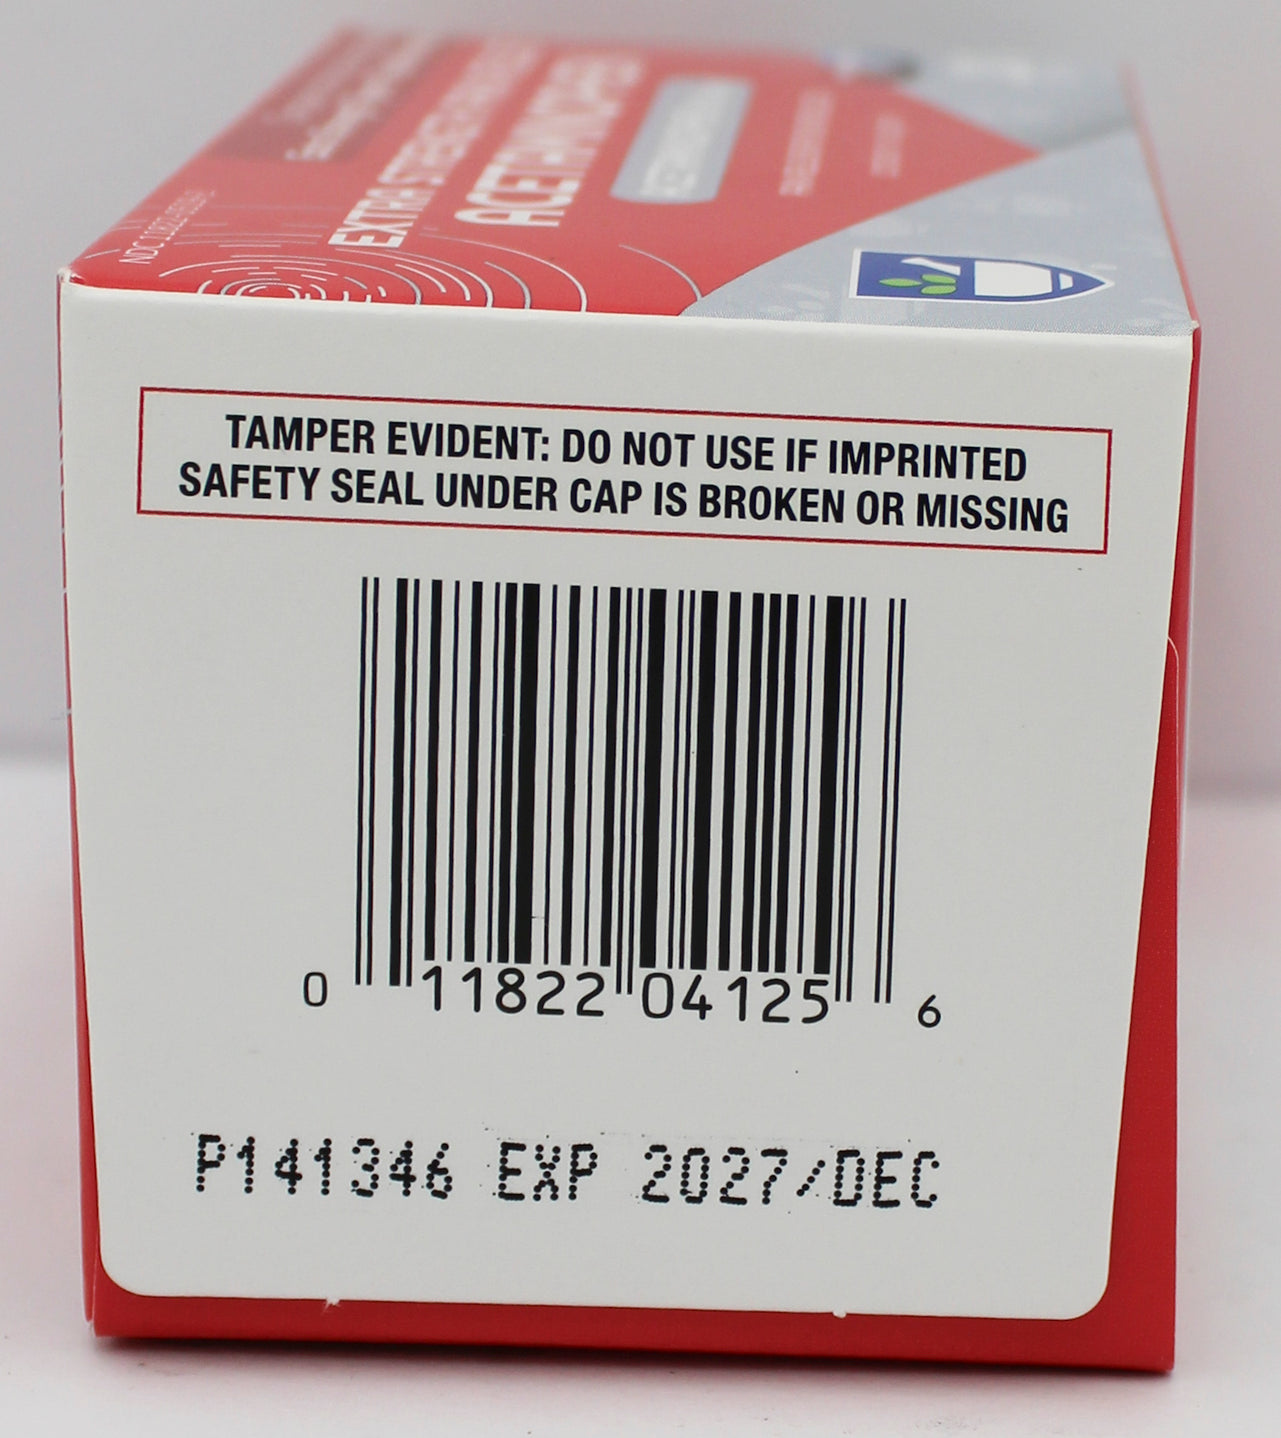 EXTRA STRENGTH
ACETAMINOPHEN
TAMPER EVIDENT: DO NOT USE IF IMPRINTED
SAFETY SEAL UNDER CAP IS BROKEN OR MISSING
0 11822 04125 6
P141346 EXP 2027/DEC